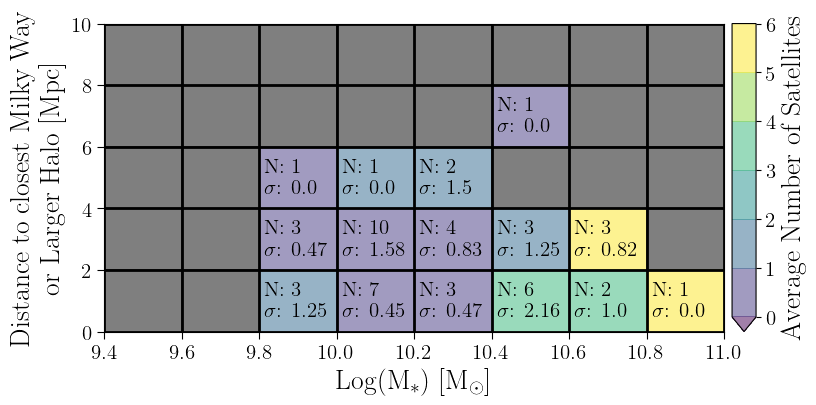 Distance to closest Milky Way
or Larger Halo [Mpc]
10
8
6
4
2
0
N: 1
σ: 0.0
N: 1
σ: 0.0
N: 1
σ: 0.0
N: 2
σ: 1.5
N: 3
σ: 0.47
N: 10
σ: 1.58
N: 4
σ: 0.83
N: 3
σ: 1.25
N: 3
σ: 0.82
N: 3
σ: 1.25
N: 7
σ: 0.45
N: 3
σ: 0.47
N: 6
σ: 2.16
N: 2
σ: 1.0
N: 1
σ: 0.0
9.4 9.6 9.8 10.0 10.2 10.4 10.6 10.8 11.0
Log(M*) [M⊙]
6
5
4
3
2
1
0
Average Number of Satellites